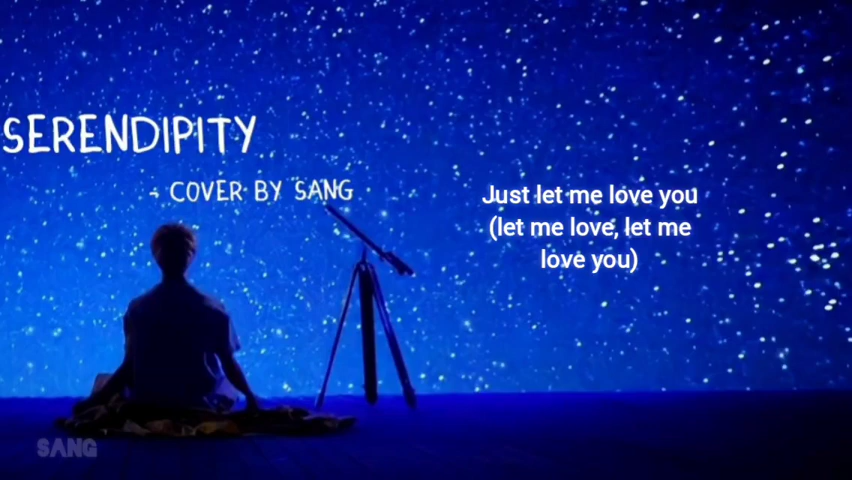 SERENDIPITY
- COVER BY SANG
Just let me love you
(let me love, let me
love you)
SANG